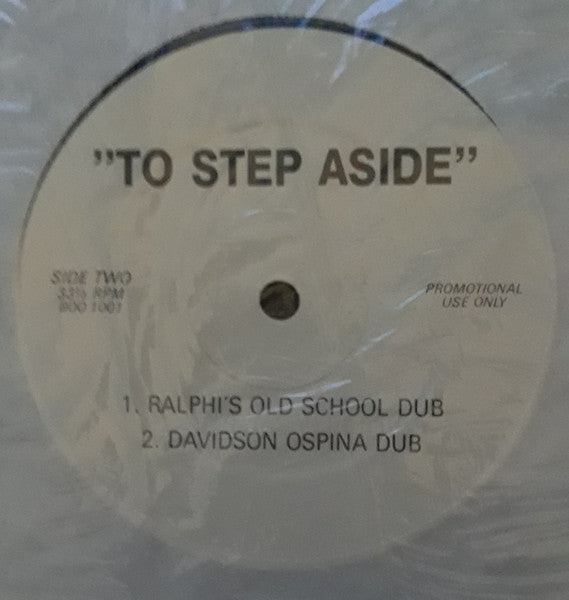 "TO STEP ASIDE"
SIDE TWO
33⅓ RPM
BOO 1001
PROMOTIONAL
USE ONLY
1. RALPHI'S OLD SCHOOL DUB
2. DAVIDSON OSPINA DUB